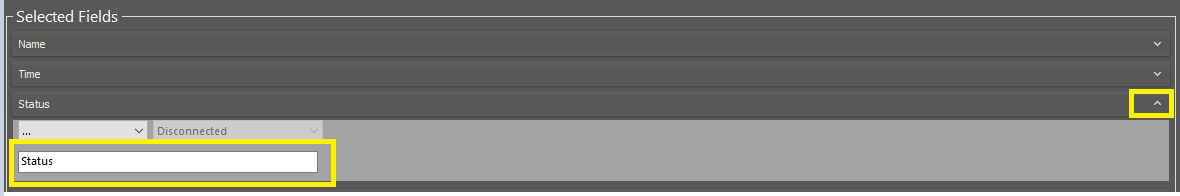 Selected Fields
Name
Time
Status
... Disconnected
Status